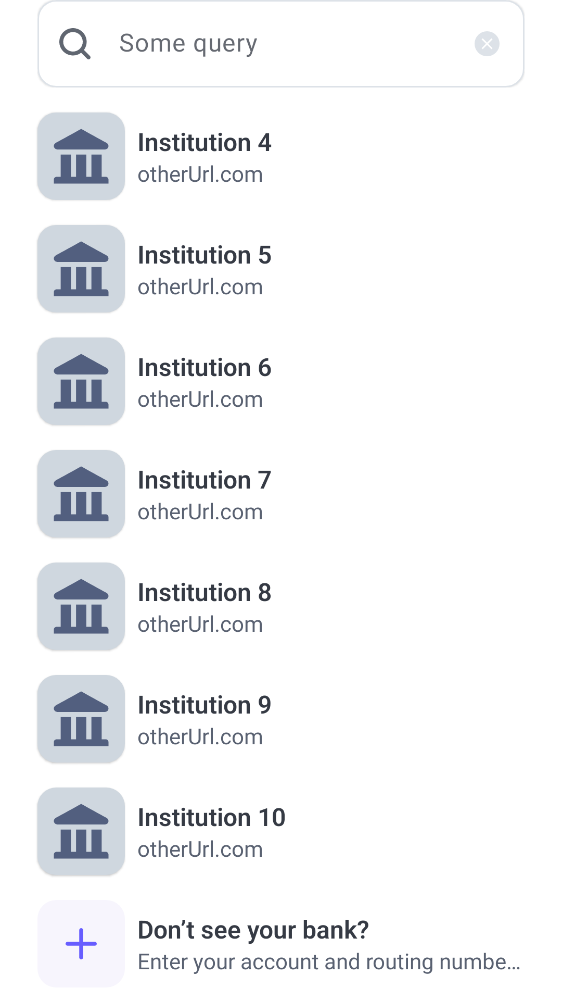 Some query
Institution 4
otherUrl.com
Institution 5
otherUrl.com
Institution 6
otherUrl.com
Institution 7
otherUrl.com
Institution 8
otherUrl.com
Institution 9
otherUrl.com
Institution 10
otherUrl.com
Don’t see your bank?
Enter your account and routing numbe…